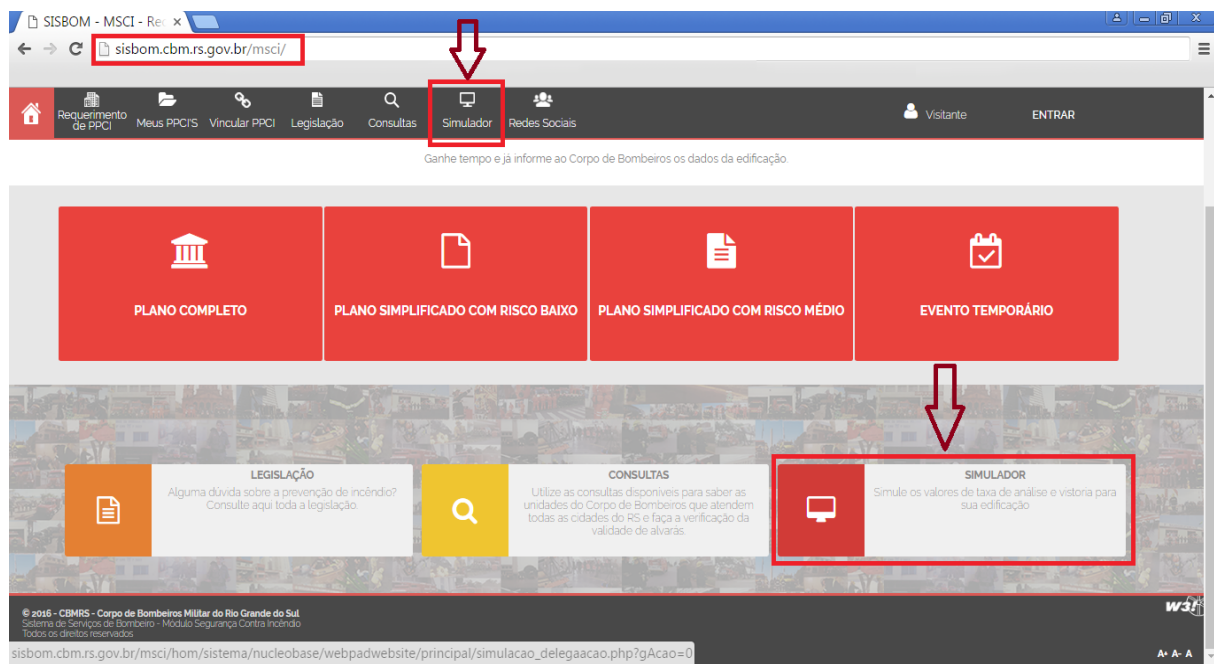 SISBOM - MSCI - Re
sisbom.cbm.rs.gov.br/msci/
Requerimento
de PPCI
Meus PPCI'S
Vincular PPCI
Legislação
Consultas
Simulador
Redes Sociais
Visitante
ENTRAR
Ganhe tempo e já informe ao Corpo de Bombeiros os dados da edificação.
PLANO COMPLETO
PLANO SIMPLIFICADO COM RISCO BAIXO
PLANO SIMPLIFICADO COM RISCO MÉDIO
EVENTO TEMPORÁRIO
LEGISLAÇÃO
Alguma dúvida sobre a prevenção de incêndio?
Consulte aqui toda a legislação.
CONSULTAS
Utilize as consultas disponíveis para saber as
unidades do Corpo de Bombeiros que atendem
todas as cidades do RS e faça a verificação da
validade de alvarás.
SIMULADOR
Simule os valores de taxa de análise e vistoria para
sua edificação
© 2016 - CBMRS - Corpo de Bombeiros Militar do Rio Grande do Sul
Sistema de Serviços de Bombeiro - Módulo Segurança Contra Incêndio
Todos os direitos reservados
W3!
sisbom.cbm.rs.gov.br/msci/hom/sistema/nucleobase/webpadwebsite/principal/simulacao_delegaacao.php?gAcao=0
A+ A- A